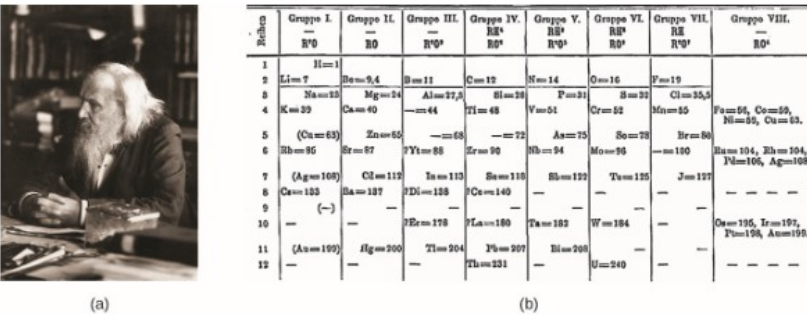 Reihen Gruppe I. Gruppe II. Gruppe III. Gruppe IV. Gruppe V. Gruppe VI. Gruppe VII. Gruppe VIII.
— — — RH⁴ RH³ RH² RH —
R²O RO R²O³ RO² R²O⁵ RO³ R²O⁷ RO⁴
1 H=1
2 Li=7 Be=9,4 B=11 C=12 N=14 O=16 F=19
3 Na=23 Mg=24 Al=27,3 Si=28 P=31 S=32 Cl=35,5
4 K=39 Ca=40 —=44 Ti=48 V=51 Cr=52 Mn=55 Fo=56, Co=59,
Ni=59, Cu=63.
5 (Cu=63) Zn=65 —=68 —=72 As=75 So=78 Br=80
6 Rb=85 Sr=87 ?Yt=88 Zr=90 Nb=94 Mo=96 —=100 Ru=104, Rh=104,
Pd=106, Ag=108
7 (Ag=108) Cd=112 In=113 Sn=118 Sb=122 Te=125 J=127
8 Cs=133 Ba=137 ?Di=138 ?Ce=140 — — — — — — —
9 (—) — — — — — —
10 — — ?Er=178 ?La=180 Ta=182 W=184 — Os=195, Ir=197,
Pt=198, Au=199
11 (Au=199) Hg=200 Tl=204 Pb=207 Bi=208 — —
12 — — — Th=231 — U=240 — — — — —
(a) (b)